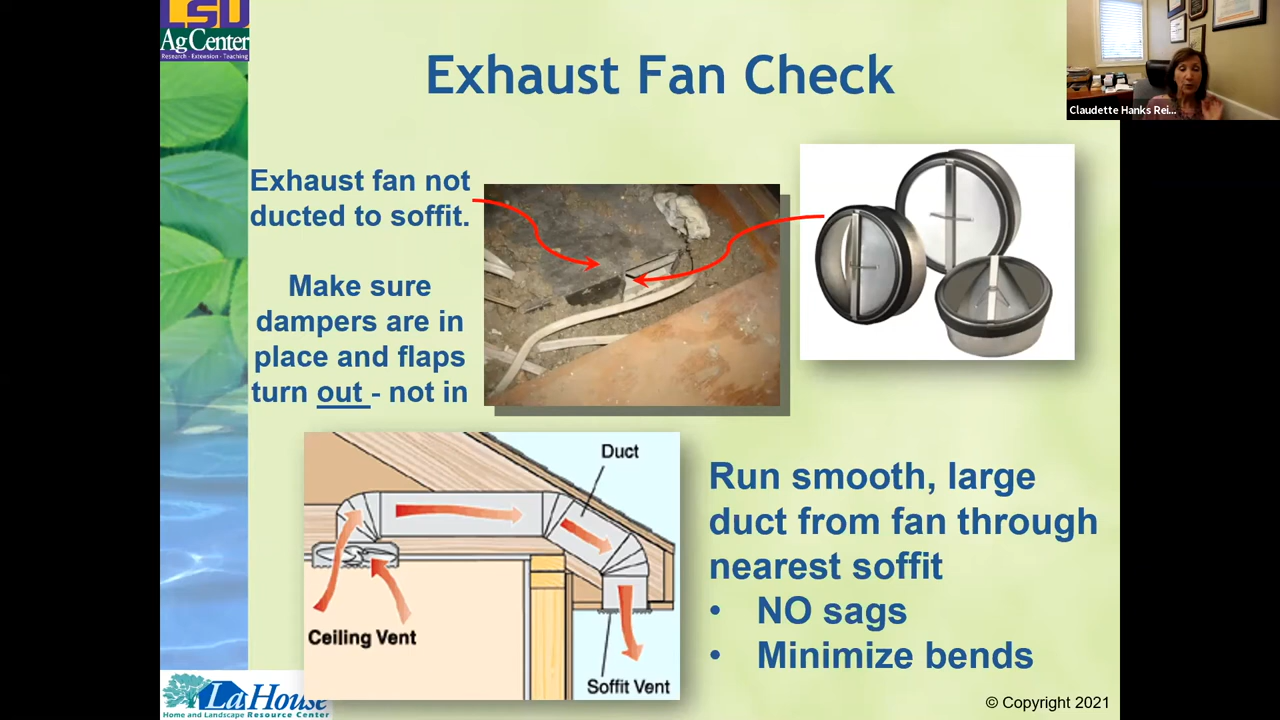 LSU
AgCenter
Research · Extension · Teaching
Exhaust Fan Check
Claudette Hanks Rei...
Exhaust fan not
ducted to soffit.
Make sure
dampers are in
place and flaps
turn out - not in
Duct
Ceiling Vent
Soffit Vent
Run smooth, large
duct from fan through
nearest soffit
• NO sags
• Minimize bends
LaHouse
Home and Landscape Resource Center
© Copyright 2021